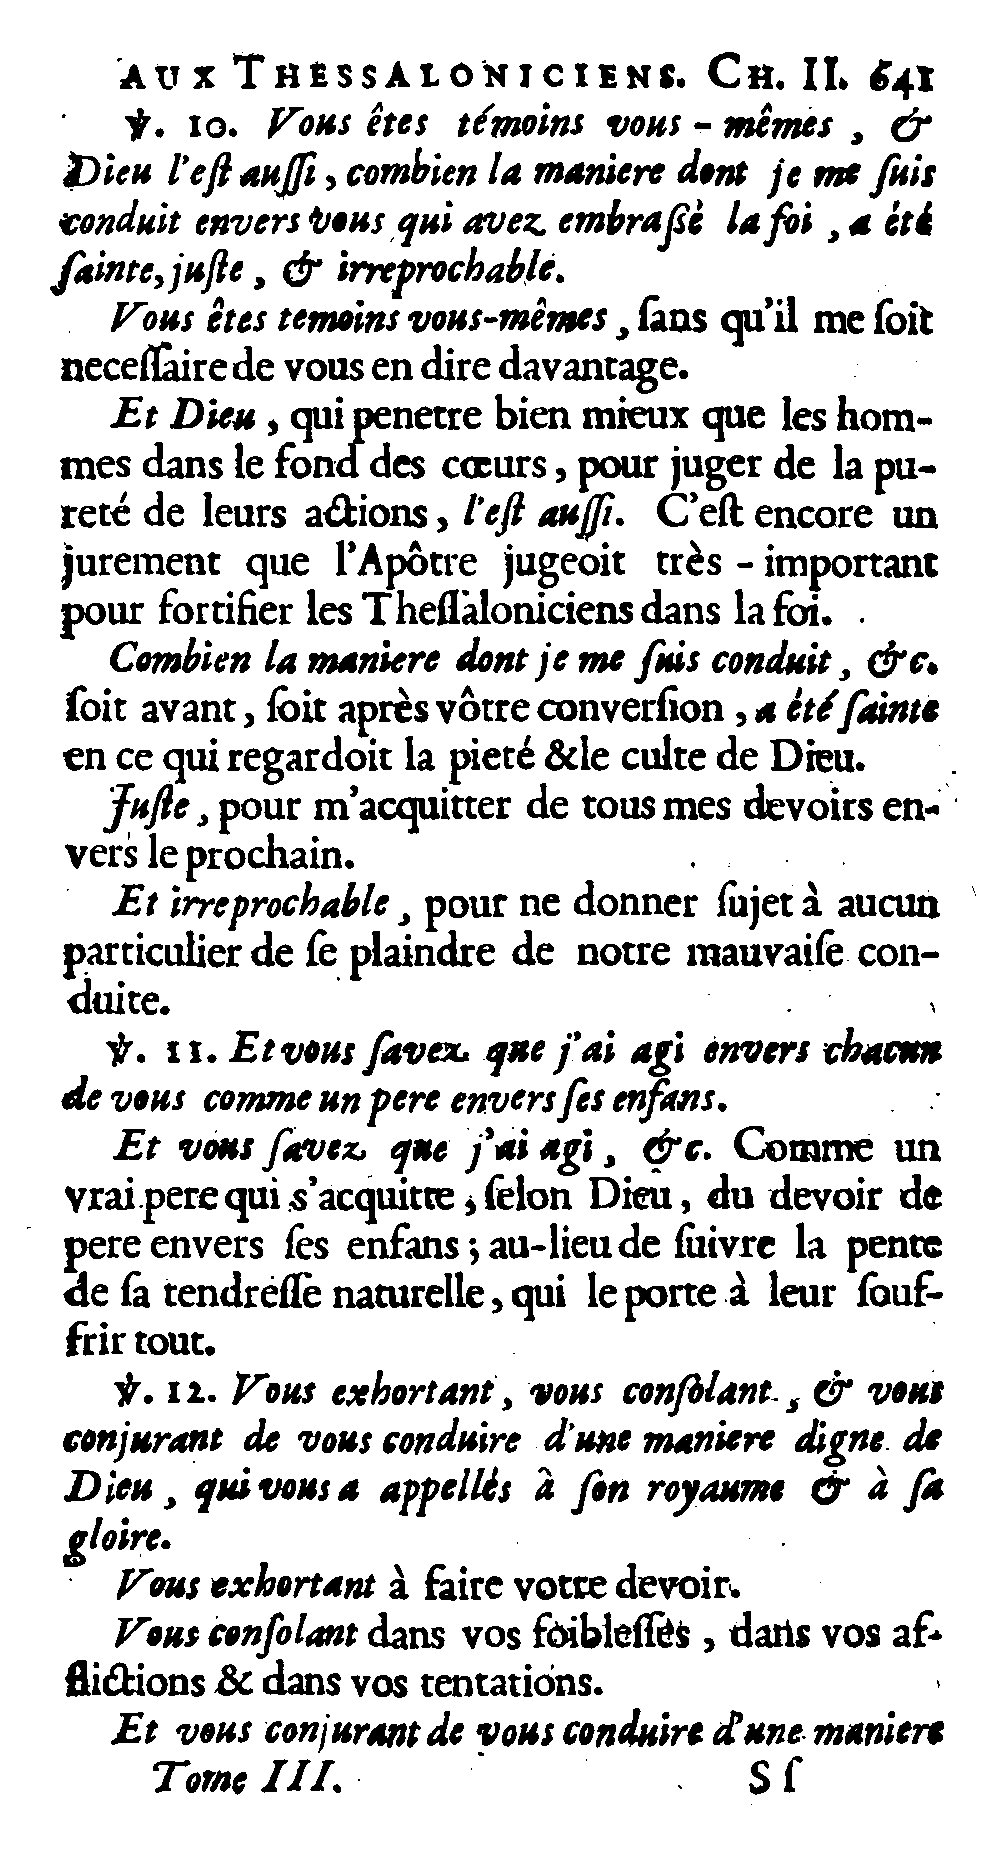 AUX THESSALONICIENS. CH. II. 641
℣. 10. Vous êtes témoins vous-mêmes, &
Dieu l'eſt auſſi, combien la maniere dont je me ſuis
conduit envers vous qui avez embraſſé la foi, a été
ſainte, juſte, & irreprochable.
Vous êtes temoins vous-mêmes, ſans qu'il me ſoit
neceſſaire de vous en dire davantage.
Et Dieu, qui penetre bien mieux que les hom-
mes dans le fond des cœurs, pour juger de la pu-
reté de leurs actions, l'eſt auſſi. C'eſt encore un
jurement que l'Apôtre jugeoit très-important
pour fortifier les Theſſaloniciens dans la foi.
Combien la maniere dont je me ſuis conduit, &c.
ſoit avant, ſoit après vôtre converſion, a été ſainte
en ce qui regardoit la pieté & le culte de Dieu.
Juſte, pour m'acquitter de tous mes devoirs en-
vers le prochain.
Et irreprochable, pour ne donner ſujet à aucun
particulier de ſe plaindre de notre mauvaiſe con-
duite.
℣. 11. Et vous ſavez que j'ai agi envers chacun
de vous comme un pere envers ſes enfans.
Et vous ſavez que j'ai agi, &c. Comme un
vrai pere qui s'acquitte, ſelon Dieu, du devoir de
pere envers ſes enfans; au-lieu de ſuivre la pente
de ſa tendreſſe naturelle, qui le porte à leur ſouf-
frir tout.
℣. 12. Vous exhortant, vous conſolant, & vous
conjurant de vous conduire d'une maniere digne de
Dieu, qui vous a appellés à ſon royaume & à ſa
gloire.
Vous exhortant à faire votre devoir.
Vous conſolant dans vos foibleſſes, dans vos af-
flictions & dans vos tentations.
Et vous conjurant de vous conduire d'une maniere
Tome III. S ſ